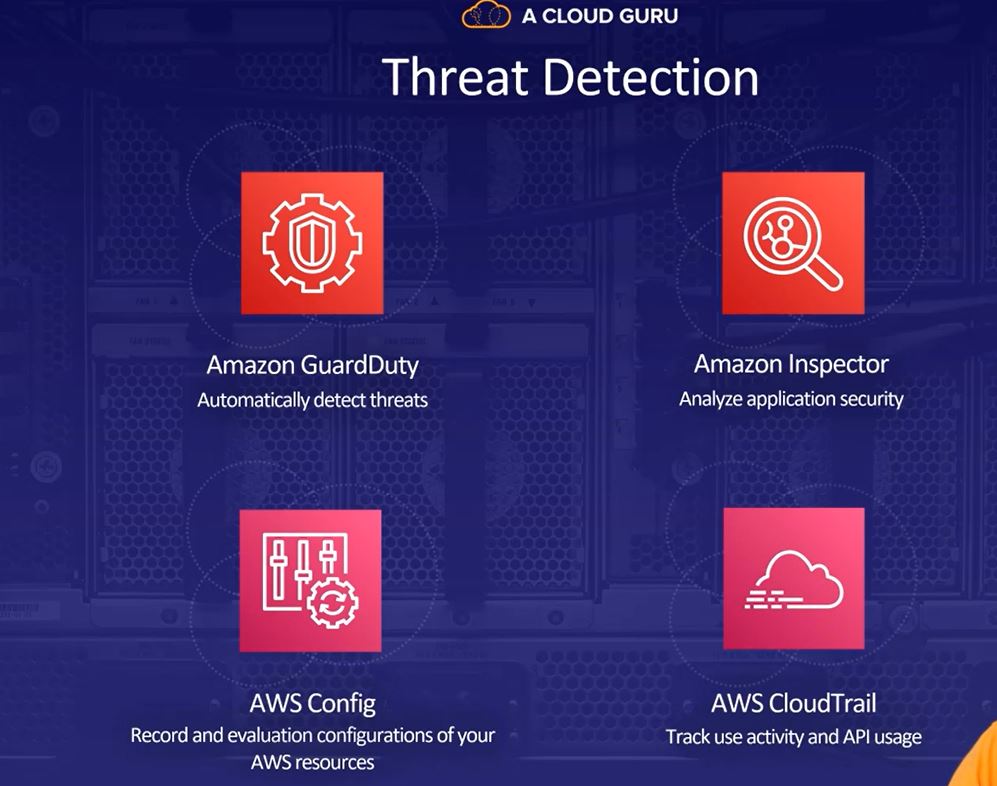 A CLOUD GURU
Threat Detection
Amazon GuardDuty
Automatically detect threats
Amazon Inspector
Analyze application security
AWS Config
Record and evaluation configurations of your
AWS resources
AWS CloudTrail
Track use activity and API usage